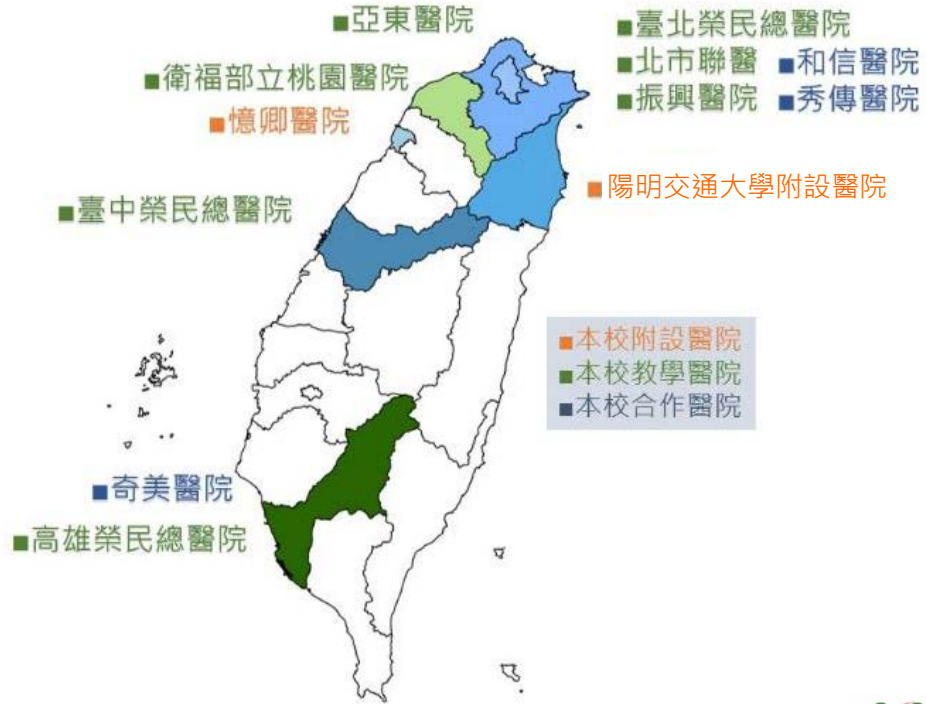 ■亞東醫院
■臺北榮民總醫院
■衛福部立桃園醫院
■北市聯醫 ■和信醫院
■憶卿醫院
■振興醫院 ■秀傳醫院
■陽明交通大學附設醫院
■臺中榮民總醫院
■本校附設醫院
■本校教學醫院
■本校合作醫院
■奇美醫院
■高雄榮民總醫院